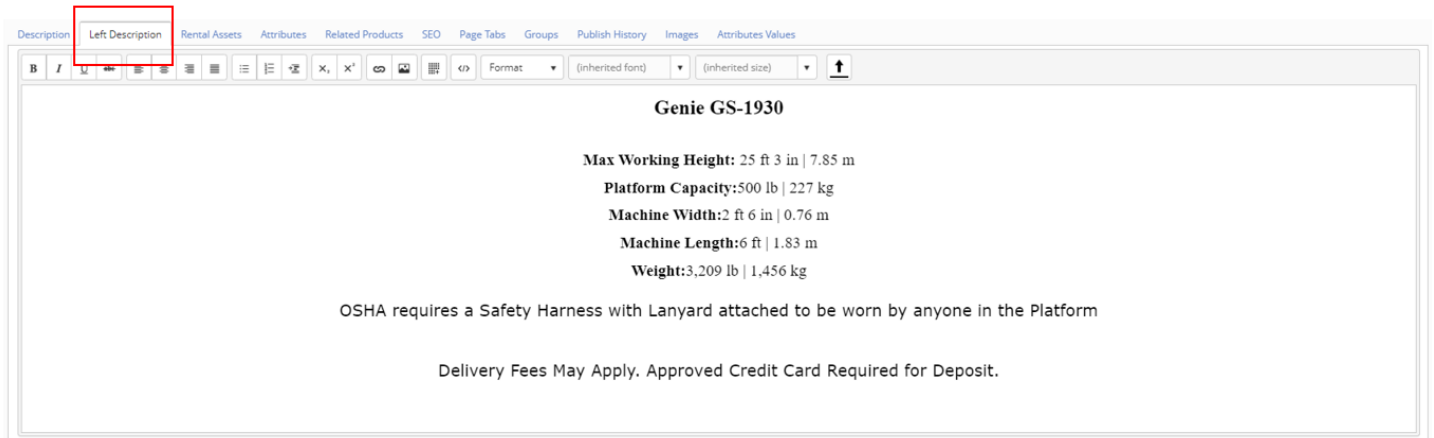 Description Left Description Rental Assets Attributes Related Products SEO Page Tabs Groups Publish History Images Attributes Values
B I U abc x, x² </> Format (inherited font) (inherited size)
Genie GS-1930
Max Working Height: 25 ft 3 in | 7.85 m
Platform Capacity:500 lb | 227 kg
Machine Width:2 ft 6 in | 0.76 m
Machine Length:6 ft | 1.83 m
Weight:3,209 lb | 1,456 kg
OSHA requires a Safety Harness with Lanyard attached to be worn by anyone in the Platform
Delivery Fees May Apply. Approved Credit Card Required for Deposit.